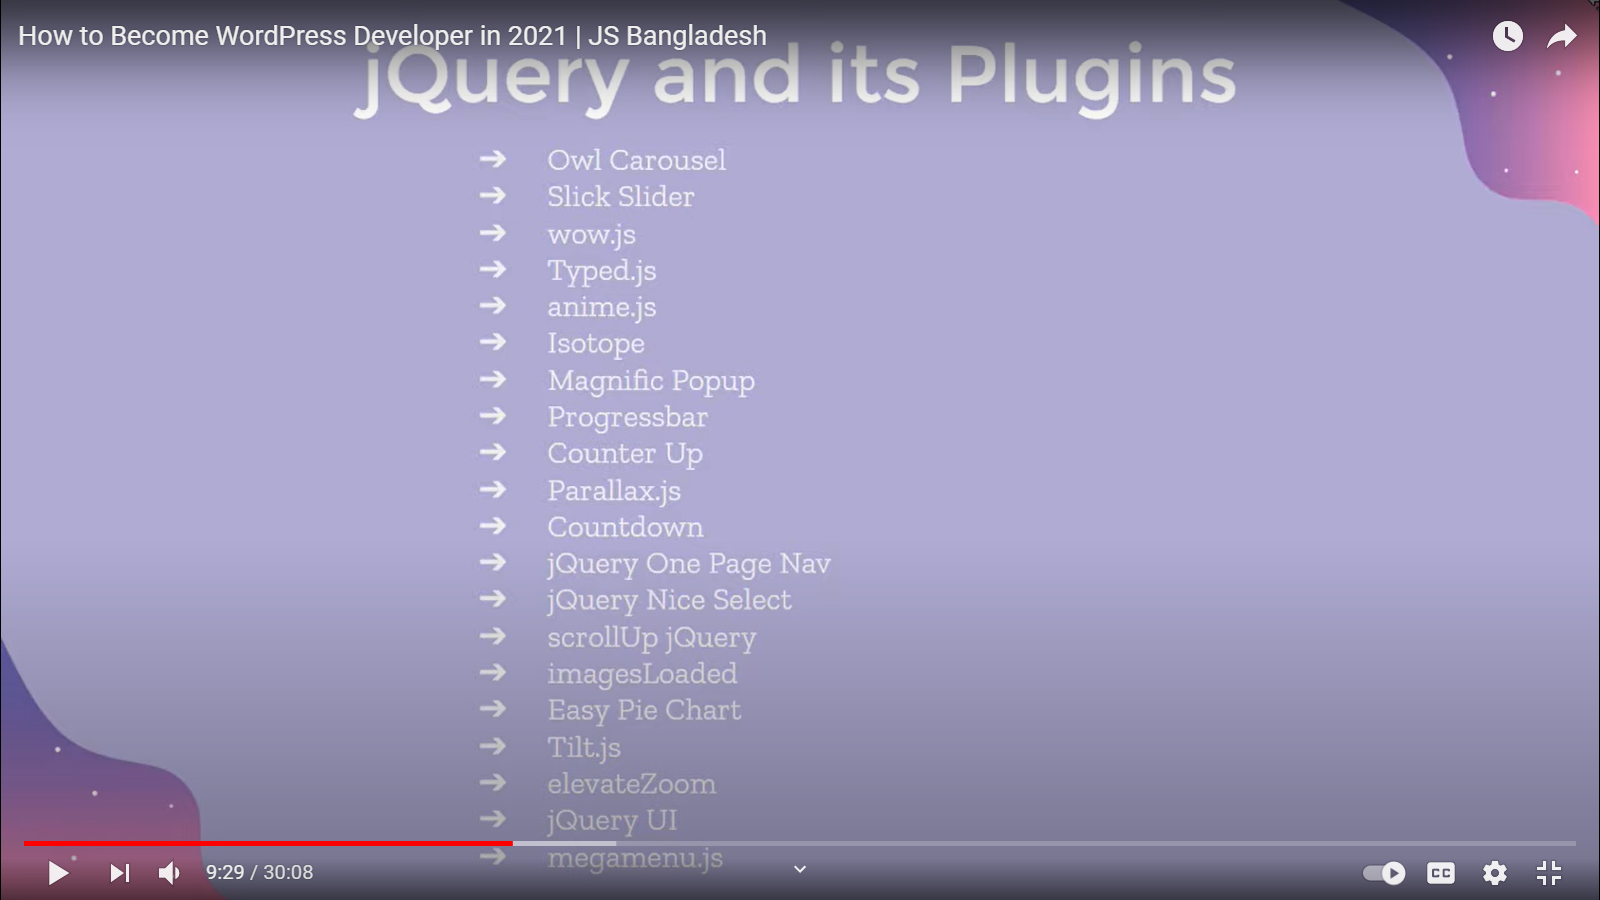 How to Become WordPress Developer in 2021 | JS Bangladesh
jQuery and its Plugins
➔ Owl Carousel
➔ Slick Slider
➔ wow.js
➔ Typed.js
➔ anime.js
➔ Isotope
➔ Magnific Popup
➔ Progressbar
➔ Counter Up
➔ Parallax.js
➔ Countdown
➔ jQuery One Page Nav
➔ jQuery Nice Select
➔ scrollUp jQuery
➔ imagesLoaded
➔ Easy Pie Chart
➔ Tilt.js
➔ elevateZoom
➔ jQuery UI
➔ megamenu.js
9:29 / 30:08
CC